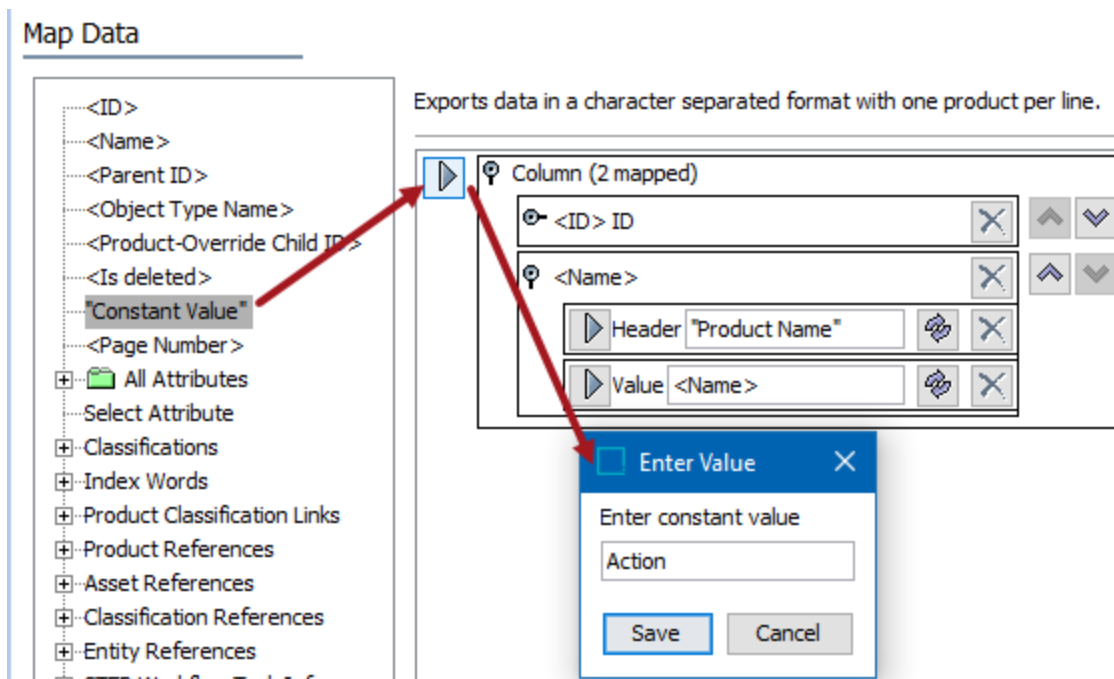 Map Data
<ID>
<Name>
<Parent ID>
<Object Type Name>
<Product-Override Child ID>
<Is deleted>
"Constant Value"
<Page Number>
All Attributes
Select Attribute
Classifications
Index Words
Product Classification Links
Product References
Asset References
Classification References
Entity References
Exports data in a character separated format with one product per line.
Column (2 mapped)
<ID> ID
<Name>
Header "Product Name"
Value <Name>
Enter Value
Enter constant value
Action
Save Cancel